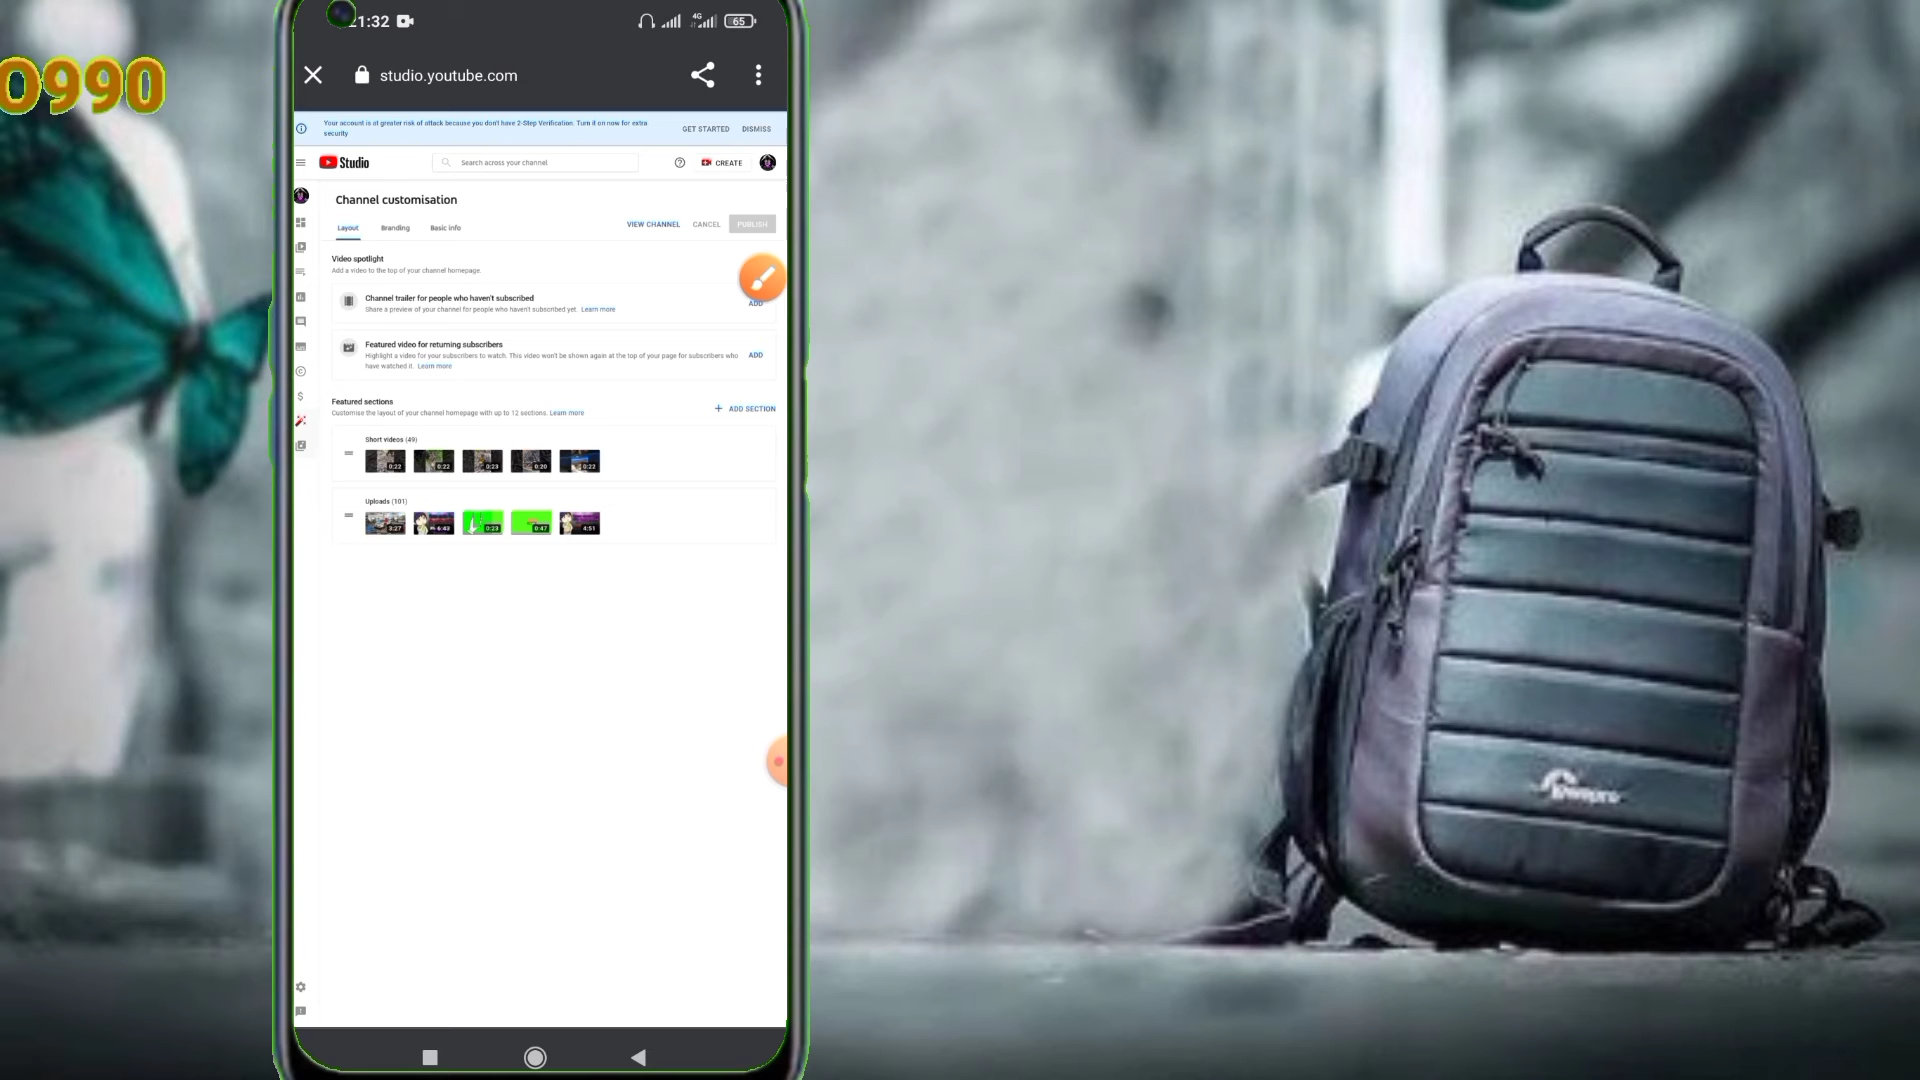 0990
21:32
4G
65
studio.youtube.com
Your account is at greater risk of attack because you don't have 2-Step Verification. Turn it on now for extra
security
GET STARTED DISMISS
Studio
Search across your channel
CREATE
Channel customisation
Layout Branding Basic info
VIEW CHANNEL CANCEL PUBLISH
Video spotlight
Add a video to the top of your channel homepage.
Channel trailer for people who haven't subscribed
Share a preview of your channel for people who haven't subscribed yet. Learn more
ADD
Featured video for returning subscribers
Highlight a video for your subscribers to watch. This video won't be shown again at the top of your page for subscribers who
have watched it. Learn more
ADD
Featured sections
Customise the layout of your channel homepage with up to 12 sections. Learn more
+ ADD SECTION
Short videos (49)
0:22 0:22 0:23 0:20 0:22
Uploads (101)
3:27 6:43 0:23 0:47 4:51
Lowepro